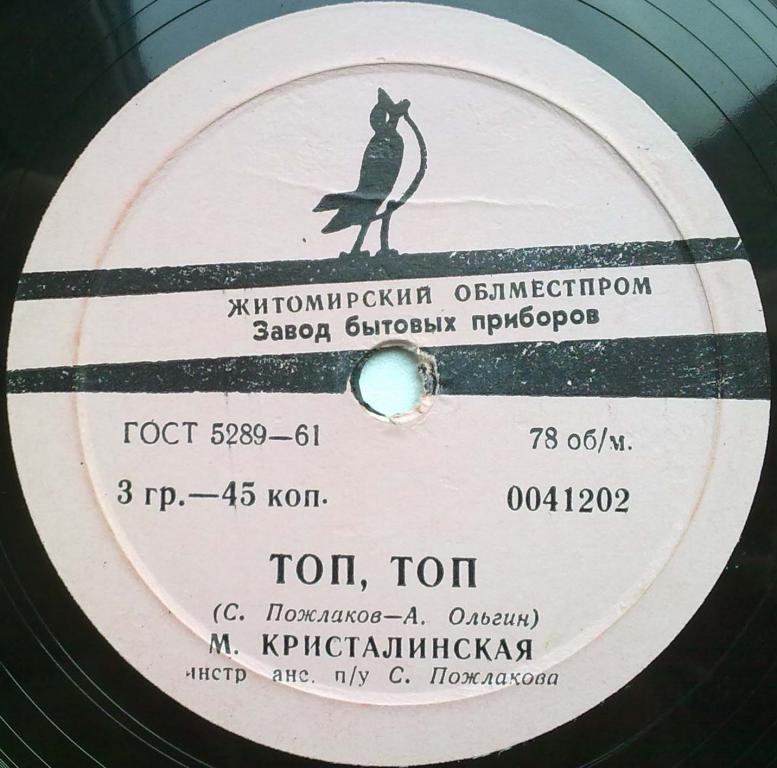 ЖИТОМИРСКИЙ ОБЛМЕСТПРОМ
Завод бытовых приборов
ГОСТ 5289—61 78 об/м.
3 гр.—45 коп. 0041202
ТОП, ТОП
(С. Пожлаков—А. Ольгин)
М. КРИСТАЛИНСКАЯ
инстр анс. п/у С. Пожлакова